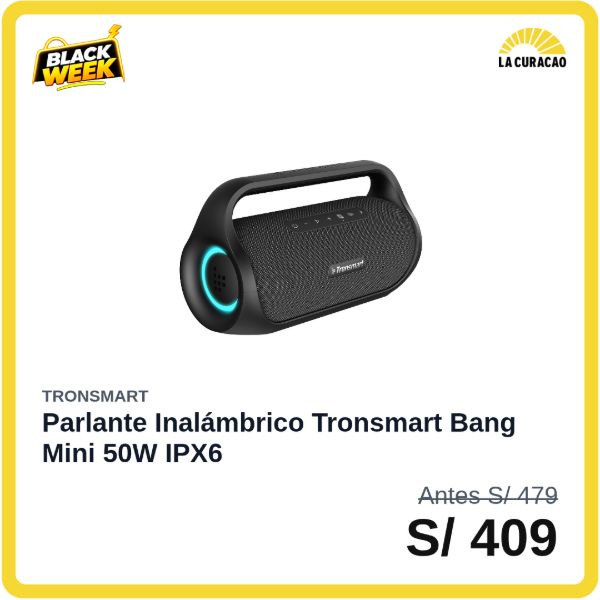 BLACK
WEEK
LA CURACAO
Tronsmart
TRONSMART
Parlante Inalámbrico Tronsmart Bang
Mini 50W IPX6
Antes S/ 479
S/ 409